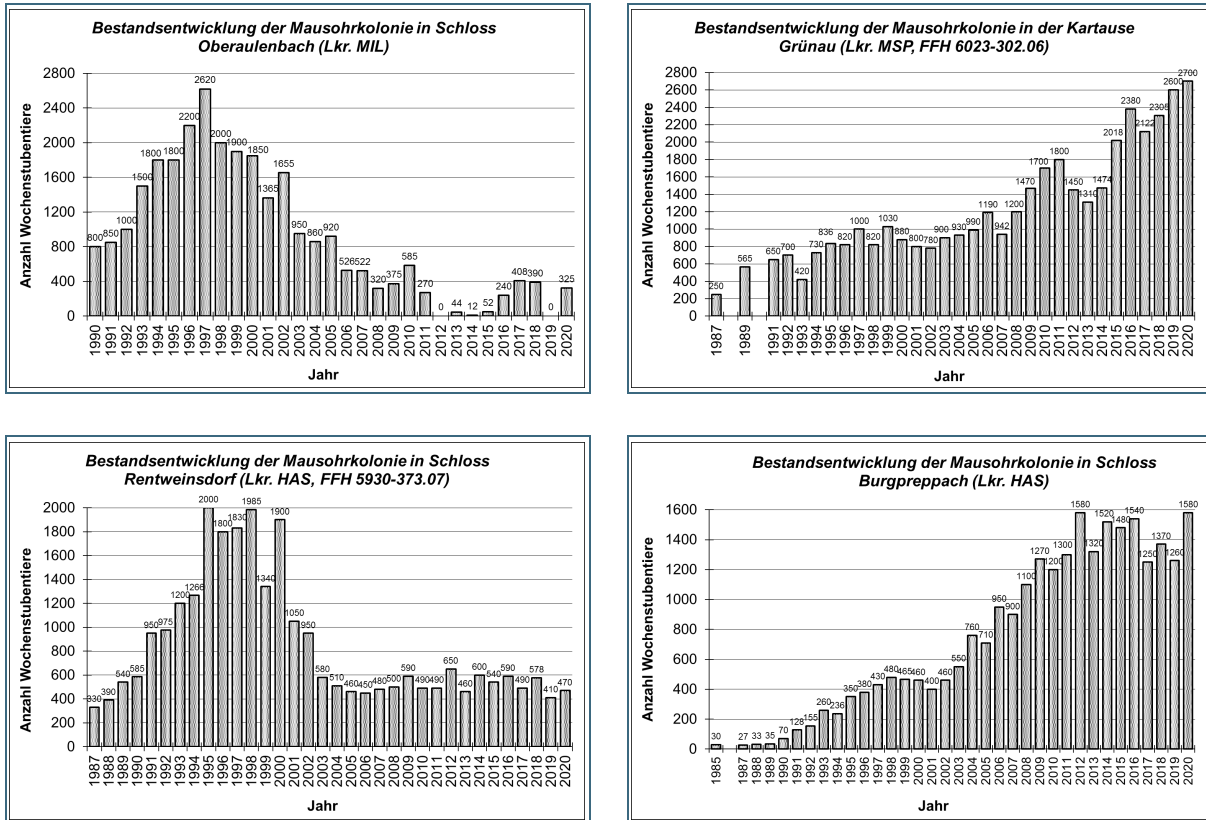 Bestandsentwicklung der Mausohrkolonie in Schloss
Oberaulenbach (Lkr. MIL)
Anzahl Wochenstubentiere
2800
2400
2000
1600
1200
800
400
0
800 850 1000 1500 1800 1800 2200 2620 2000 1900 1850 1365 1655 950 860 920 526 522 320 375 585 270 0 44 12 52 240 408 390 0 325
1990 1991 1992 1993 1994 1995 1996 1997 1998 1999 2000 2001 2002 2003 2004 2005 2006 2007 2008 2009 2010 2011 2012 2013 2014 2015 2016 2017 2018 2019 2020
Jahr
Bestandsentwicklung der Mausohrkolonie in der Kartause
Grünau (Lkr. MSP, FFH 6023-302.06)
Anzahl Wochenstubentiere
2800
2600
2400
2200
2000
1800
1600
1400
1200
1000
800
600
400
200
0
250 565 650 700 420 730 836 820 1000 820 1030 880 800 780 900 930 990 1190 942 1200 1470 1700 1800 1450 1310 1474 2018 2380 2122 2305 2600 2700
1987 1989 1991 1992 1993 1994 1995 1996 1997 1998 1999 2000 2001 2002 2003 2004 2005 2006 2007 2008 2009 2010 2011 2012 2013 2014 2015 2016 2017 2018 2019 2020
Jahr
Bestandsentwicklung der Mausohrkolonie in Schloss
Rentweinsdorf (Lkr. HAS, FFH 5930-373.07)
Anzahl Wochenstubentiere
2000
1800
1600
1400
1200
1000
800
600
400
200
0
330 390 540 585 950 975 1200 1266 2000 1800 1830 1985 1340 1900 1050 950 580 510 460 450 480 500 590 490 490 650 460 600 540 590 490 578 410 470
1987 1988 1989 1990 1991 1992 1993 1994 1995 1996 1997 1998 1999 2000 2001 2002 2003 2004 2005 2006 2007 2008 2009 2010 2011 2012 2013 2014 2015 2016 2017 2018 2019 2020
Jahr
Bestandsentwicklung der Mausohrkolonie in Schloss
Burgpreppach (Lkr. HAS)
Anzahl Wochenstubentiere
1600
1400
1200
1000
800
600
400
200
0
30 27 33 35 70 128 155 260 236 350 380 430 480 465 460 400 460 550 760 710 950 900 1100 1270 1200 1300 1580 1320 1520 1480 1540 1250 1370 1260 1580
1985 1987 1988 1989 1990 1991 1992 1993 1994 1995 1996 1997 1998 1999 2000 2001 2002 2003 2004 2005 2006 2007 2008 2009 2010 2011 2012 2013 2014 2015 2016 2017 2018 2019 2020
Jahr